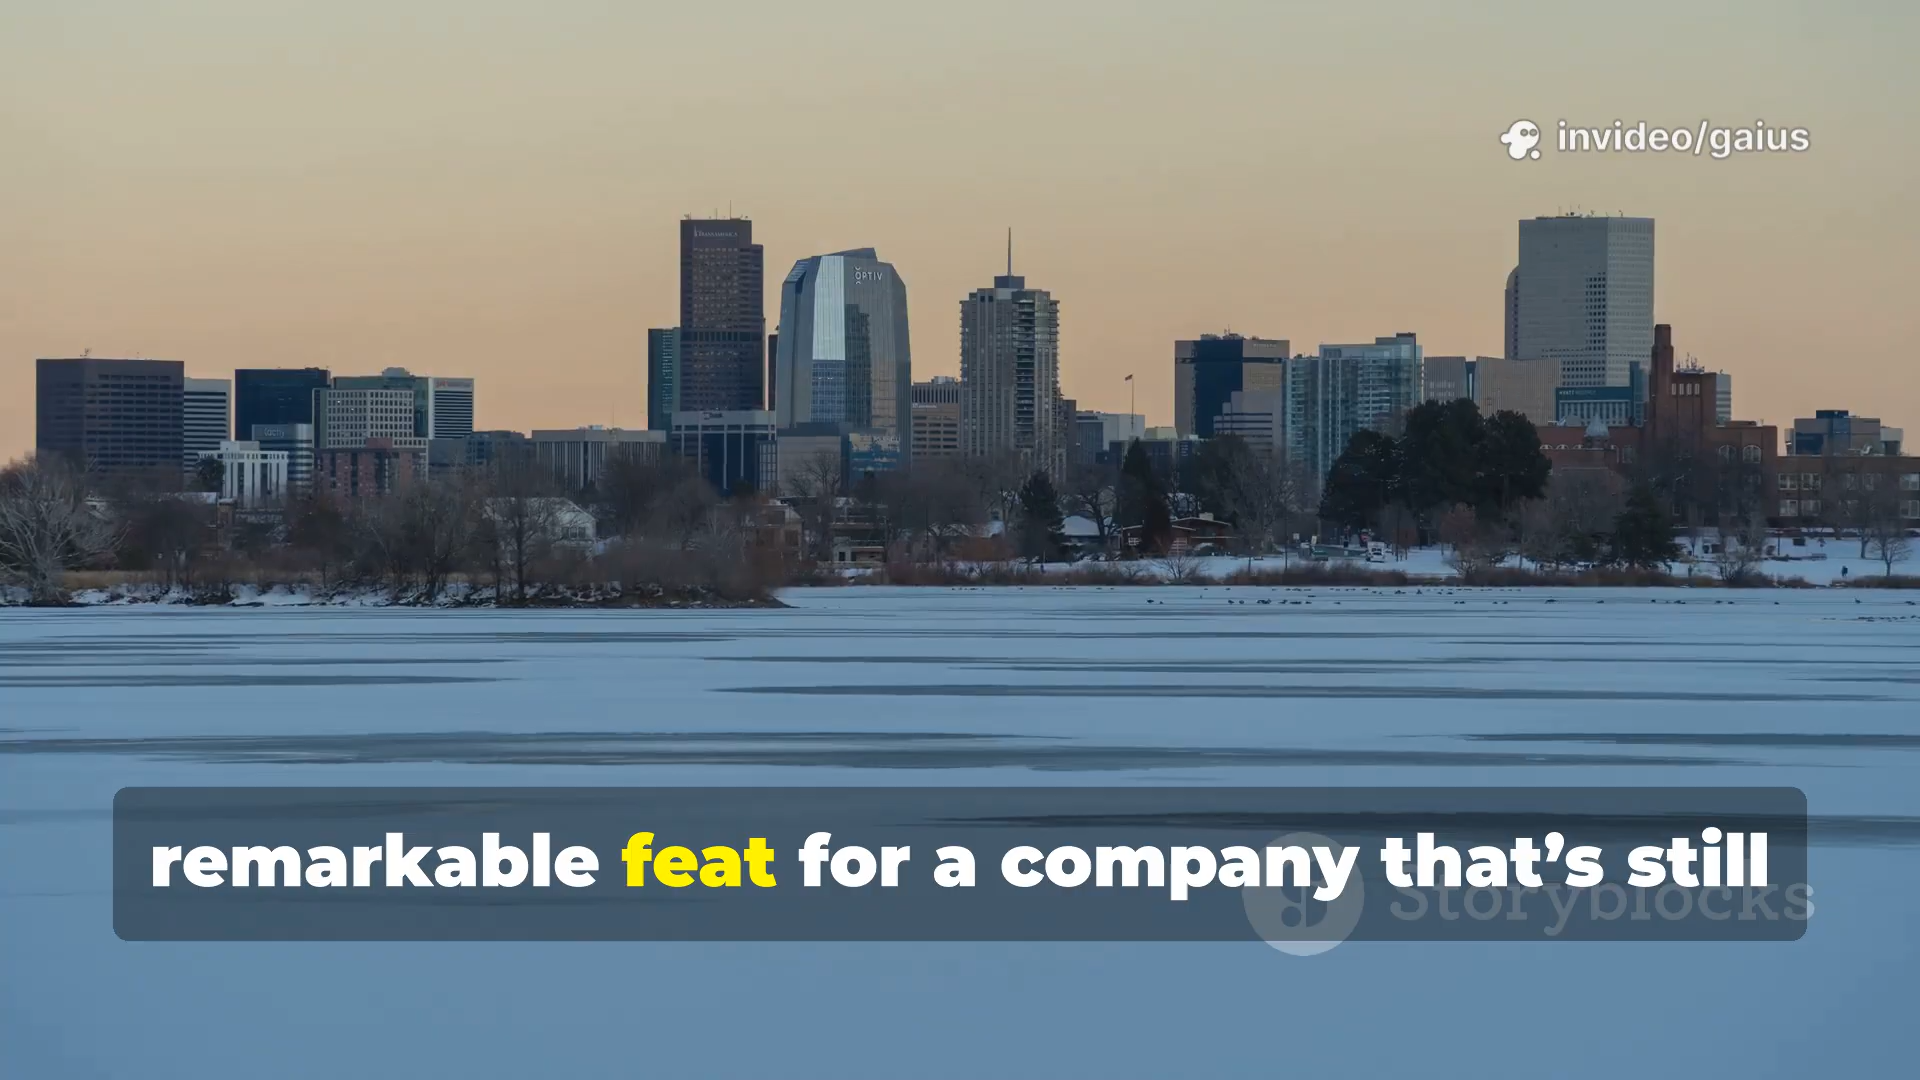 invideo/gaius
OPTIV
remarkable feat for a company that's still
Storyblocks